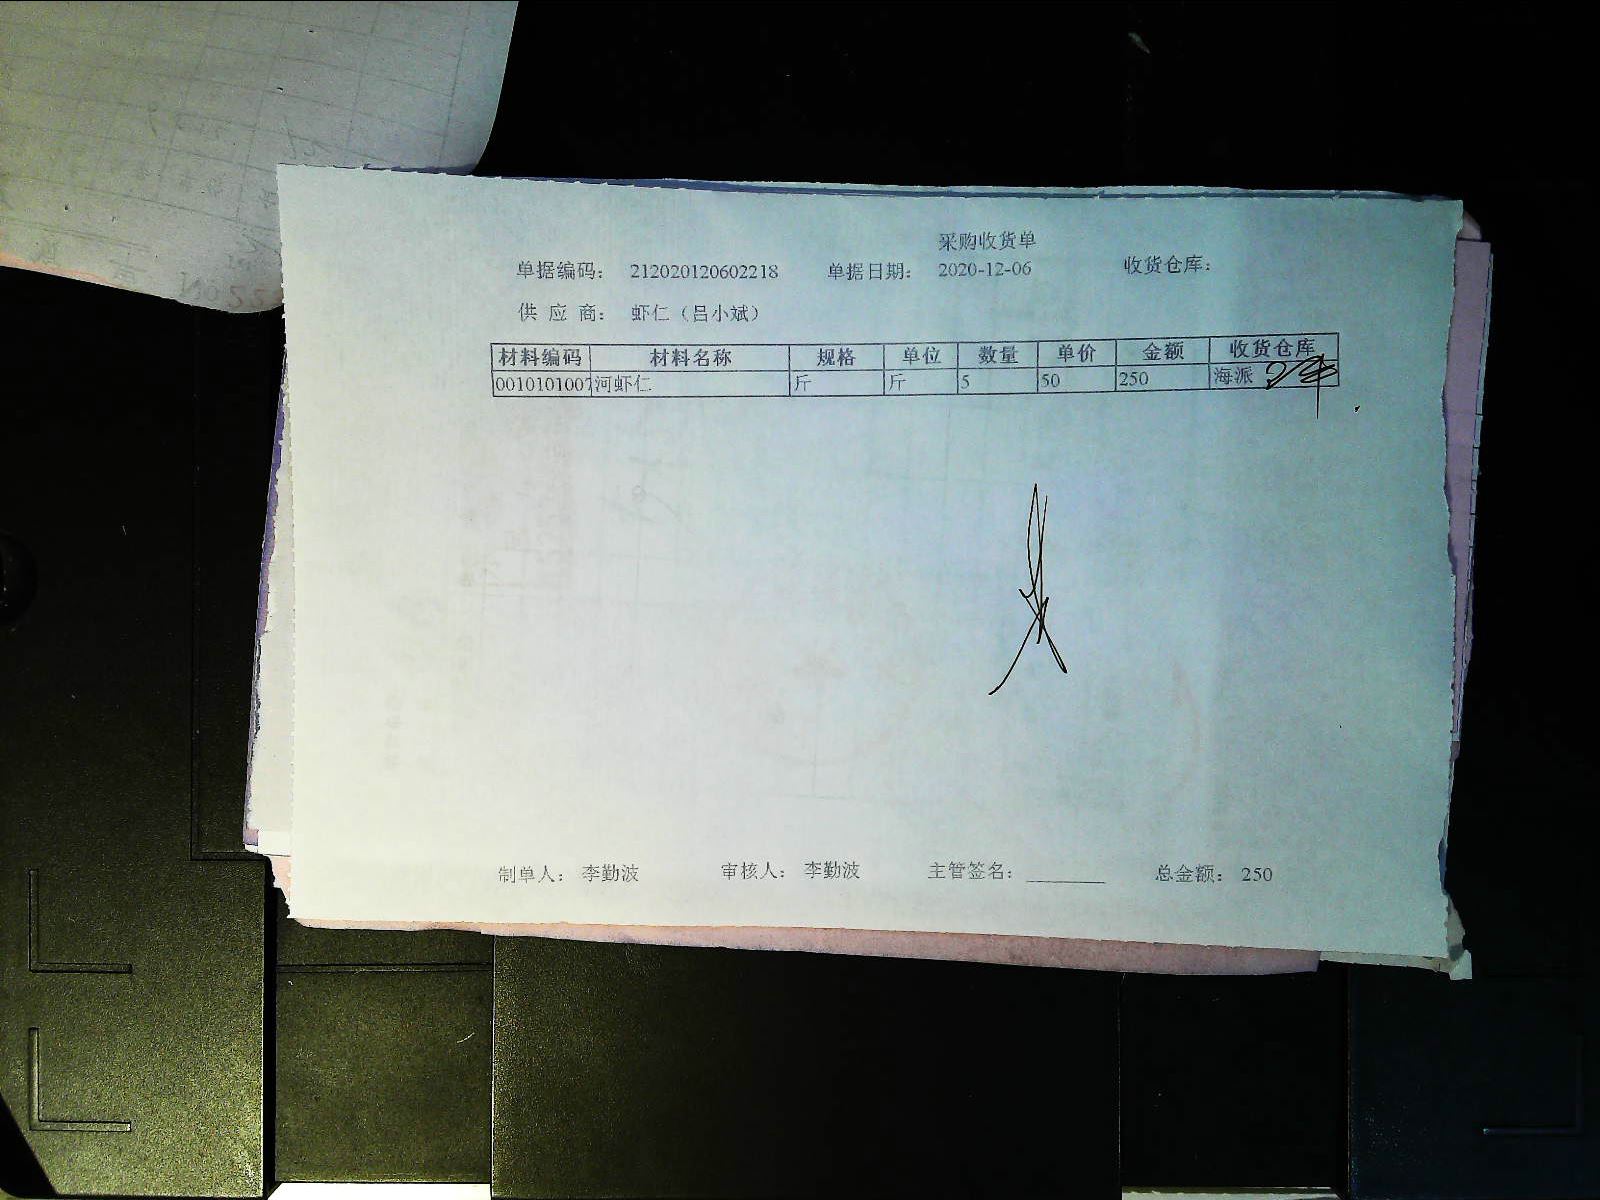 采购收货单
单据编码： 212020120602218 单据日期： 2020-12-06 收货仓库：
供 应 商： 虾仁（吕小斌）
材料编码 材料名称 规格 单位 数量 单价 金额 收货仓库
0010101007 河虾仁 斤 斤 5 50 250 海派
制单人： 李勤波 审核人： 李勤波 主管签名： ________ 总金额： 250